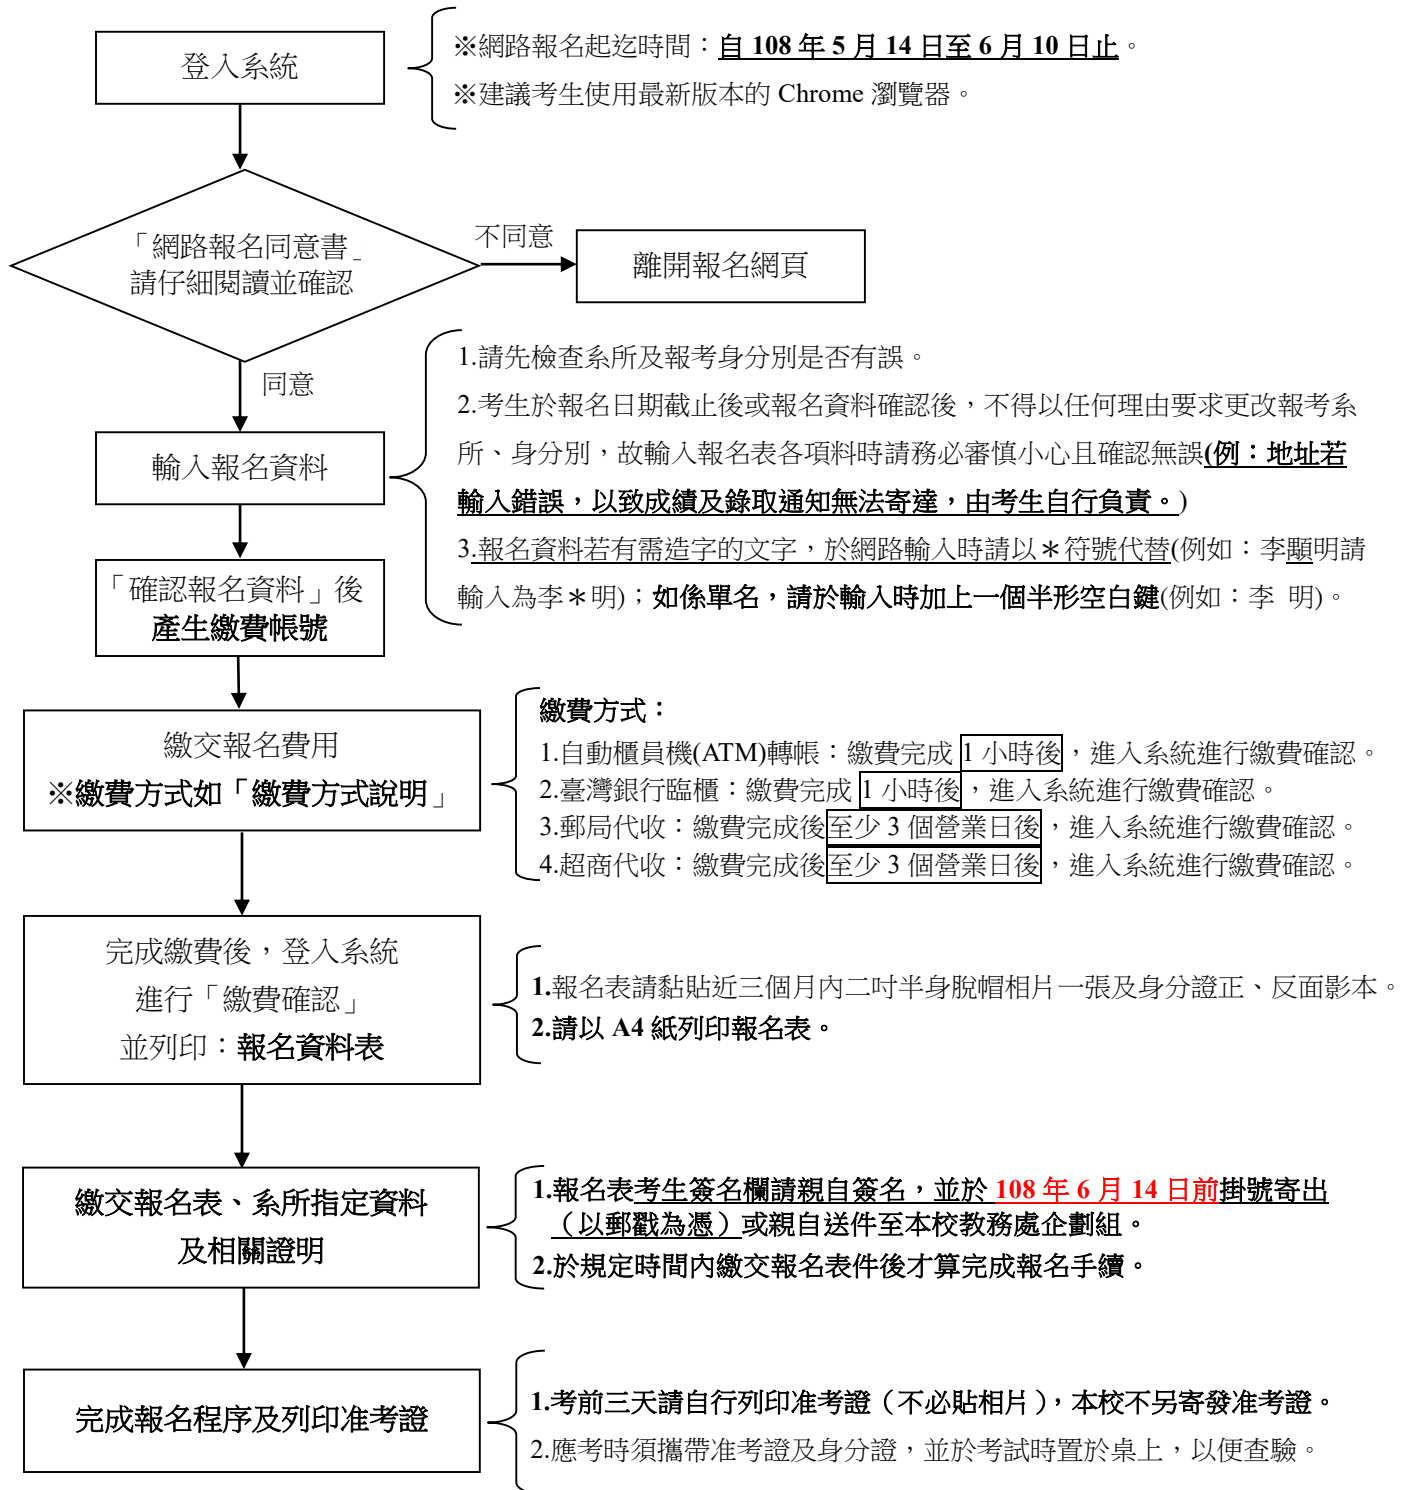 登入系統
※網路報名起迄時間：自 108 年 5 月 14 日至 6 月 10 日止。
※建議考生使用最新版本的 Chrome 瀏覽器。
「網路報名同意書」
請仔細閱讀並確認
不同意
離開報名網頁
同意
輸入報名資料
1.請先檢查系所及報考身分別是否有誤。
2.考生於報名日期截止後或報名資料確認後，不得以任何理由要求更改報考系
所、身分別，故輸入報名表各項料時請務必審慎小心且確認無誤(例：地址若
輸入錯誤，以致成績及錄取通知無法寄達，由考生自行負責。)
3.報名資料若有需造字的文字，於網路輸入時請以＊符號代替(例如：李顯明請
輸入為李＊明)；如係單名，請於輸入時加上一個半形空白鍵(例如：李 明)。
「確認報名資料」後
產生繳費帳號
繳交報名費用
※繳費方式如「繳費方式說明」
繳費方式：
1.自動櫃員機(ATM)轉帳：繳費完成 1 小時後，進入系統進行繳費確認。
2.臺灣銀行臨櫃：繳費完成 1 小時後，進入系統進行繳費確認。
3.郵局代收：繳費完成後至少 3 個營業日後，進入系統進行繳費確認。
4.超商代收：繳費完成後至少 3 個營業日後，進入系統進行繳費確認。
完成繳費後，登入系統
進行「繳費確認」
並列印：報名資料表
1.報名表請黏貼近三個月內二吋半身脫帽相片一張及身分證正、反面影本。
2.請以 A4 紙列印報名表。
繳交報名表、系所指定資料
及相關證明
1.報名表考生簽名欄請親自簽名，並於 108 年 6 月 14 日前掛號寄出
（以郵戳為憑）或親自送件至本校教務處企劃組。
2.於規定時間內繳交報名表件後才算完成報名手續。
完成報名程序及列印准考證
1.考前三天請自行列印准考證（不必貼相片），本校不另寄發准考證。
2.應考時須攜帶准考證及身分證，並於考試時置於桌上，以便查驗。